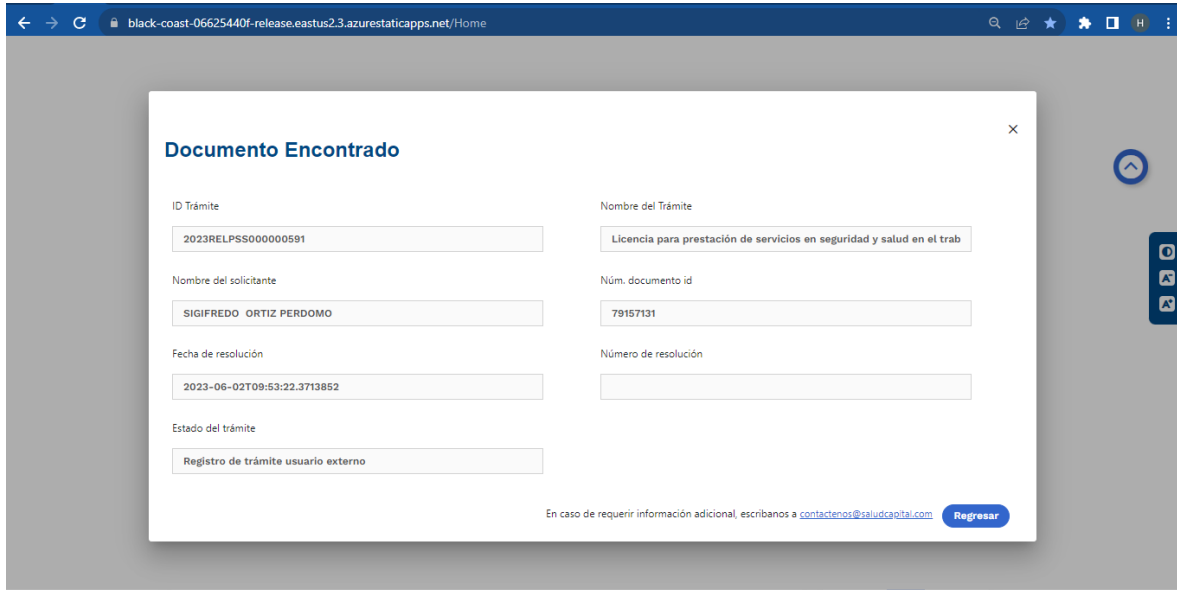 black-coast-06625440f-release.eastus2.3.azurestaticapps.net/Home
H
Documento Encontrado
ID Trámite
Nombre del Trámite
2023RELPSS000000591
Licencia para prestación de servicios en seguridad y salud en el trab
Nombre del solicitante
Núm. documento id
SIGIFREDO ORTIZ PERDOMO
79157131
Fecha de resolución
Número de resolución
2023-06-02T09:53:22.3713852
Estado del trámite
Registro de trámite usuario externo
En caso de requerir información adicional, escribanos a contactenos@saludcapital.com
Regresar
A-
A+